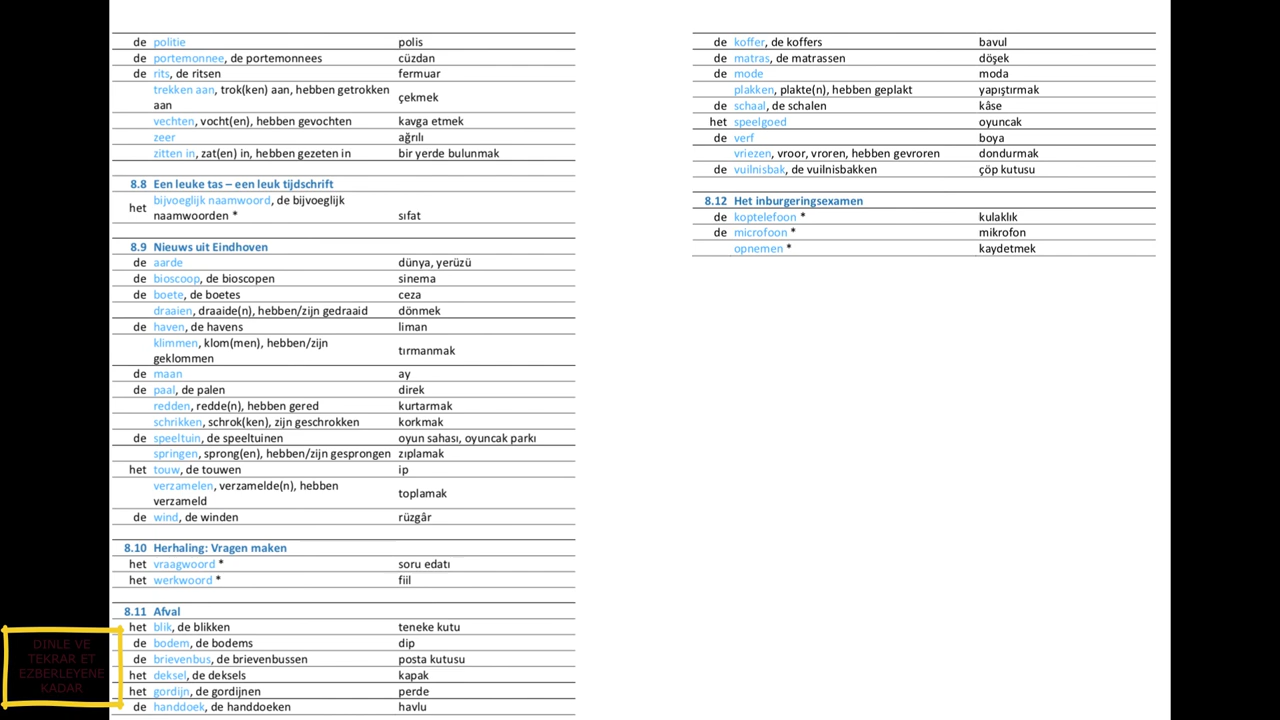 de politie polis
de portemonnee, de portemonnees cüzdan
de rits, de ritsen fermuar
trekken aan, trok(ken) aan, hebben getrokken
aan çekmek
vechten, vocht(en), hebben gevochten kavga etmek
zeer ağrılı
zitten in, zat(en) in, hebben gezeten in bir yerde bulunmak
8.8 Een leuke tas – een leuk tijdschrift
het bijvoeglijk naamwoord, de bijvoeglijk
naamwoorden * sıfat
8.9 Nieuws uit Eindhoven
de aarde dünya, yerüzü
de bioscoop, de bioscopen sinema
de boete, de boetes ceza
draaien, draaide(n), hebben/zijn gedraaid dönmek
de haven, de havens liman
klimmen, klom(men), hebben/zijn
geklommen tırmanmak
de maan ay
de paal, de palen direk
redden, redde(n), hebben gered kurtarmak
schrikken, schrok(ken), zijn geschrokken korkmak
de speeltuin, de speeltuinen oyun sahası, oyuncak parkı
springen, sprong(en), hebben/zijn gesprongen zıplamak
het touw, de touwen ip
verzamelen, verzamelde(n), hebben
verzameld toplamak
de wind, de winden rüzgâr
8.10 Herhaling: Vragen maken
het vraagwoord * soru edatı
het werkwoord * fiil
8.11 Afval
het blik, de blikken teneke kutu
de bodem, de bodems dip
de brievenbus, de brievenbussen posta kutusu
het deksel, de deksels kapak
het gordijn, de gordijnen perde
de handdoek, de handdoeken havlu
de koffer, de koffers bavul
de matras, de matrassen döşek
de mode moda
plakken, plakte(n), hebben geplakt yapıştırmak
de schaal, de schalen kâse
het speelgoed oyuncak
de verf boya
vriezen, vroor, vroren, hebben gevroren dondurmak
de vuilnisbak, de vuilnisbakken çöp kutusu
8.12 Het inburgeringsexamen
de koptelefoon * kulaklık
de microfoon * mikrofon
opnemen * kaydetmek
DINLE VE
TEKRAR ET
EZBERLEYENE
KADAR